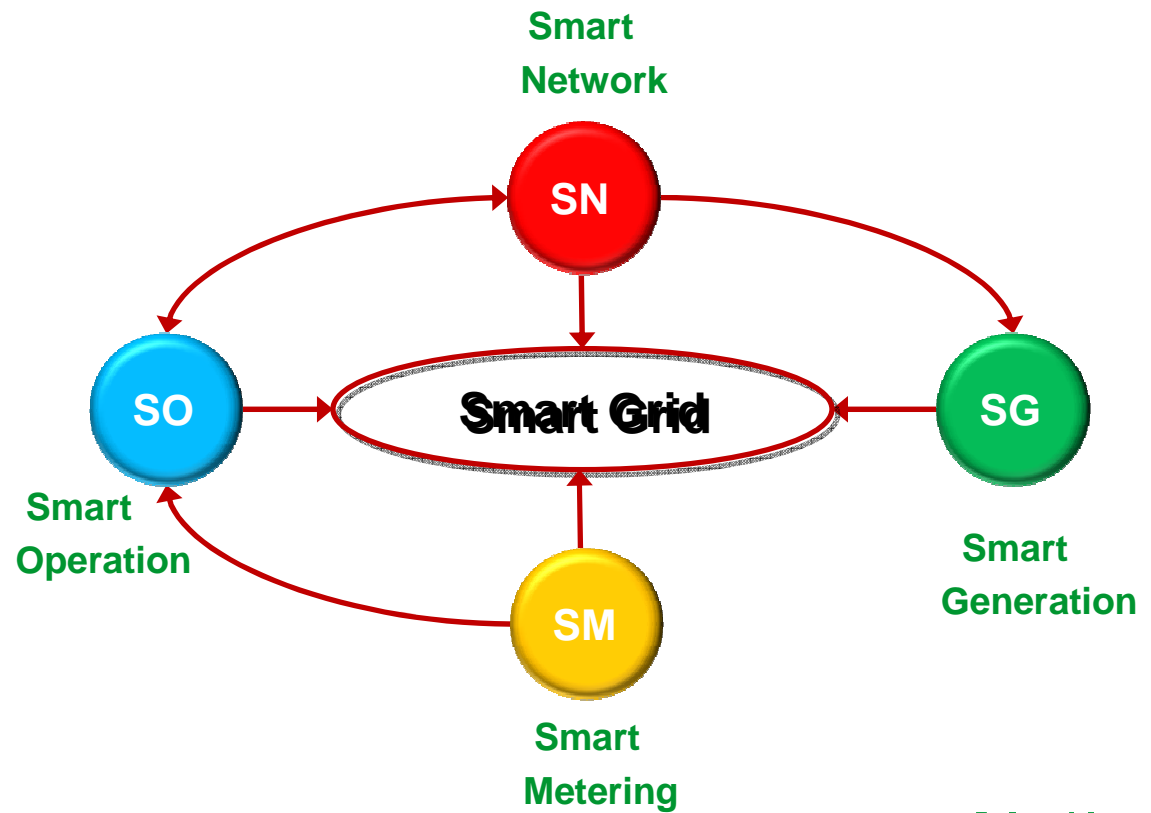 Smart
Network
SN
SO
Smart Grid
SG
Smart
Operation
Smart
Generation
SM
Smart
Metering